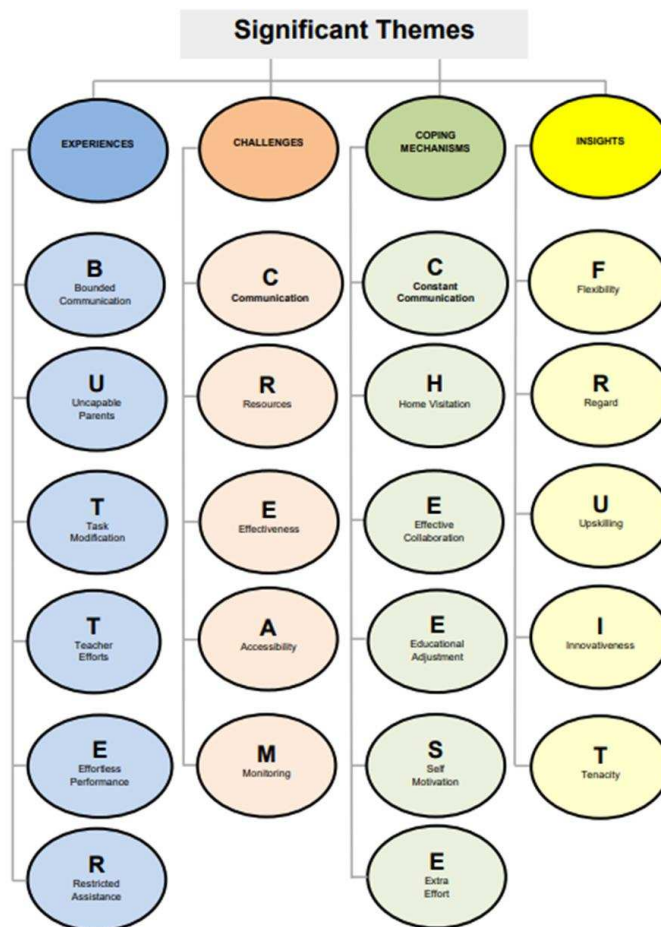 Significant Themes
EXPERIENCES
CHALLENGES
COPING
MECHANISMS
INSIGHTS
B
Bounded
Communication
U
Uncapable
Parents
T
Task
Modification
T
Teacher
Efforts
E
Effortless
Performance
R
Restricted
Assistance
C
Communication
R
Resources
E
Effectiveness
A
Accessibility
M
Monitoring
C
Constant
Communication
H
Home Visitation
E
Effective
Collaboration
E
Educational
Adjustment
S
Self
Motivation
E
Extra
Effort
F
Flexibility
R
Regard
U
Upskilling
I
Innovativeness
T
Tenacity